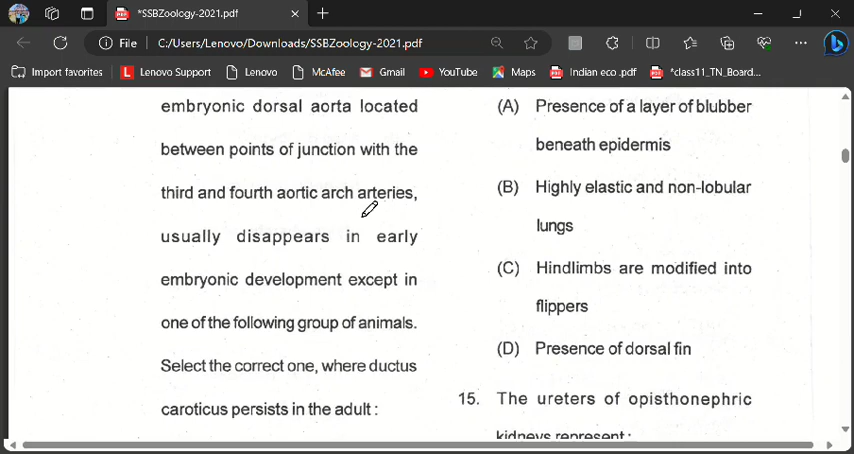 *SSBZoology-2021.pdf
File
C:/Users/Lenovo/Downloads/SSBZoology-2021.pdf
Import favorites
Lenovo Support
Lenovo
McAfee
Gmail
YouTube
Maps
Indian eco .pdf
*class11_TN_Board...
embryonic dorsal aorta located
between points of junction with the
third and fourth aortic arch arteries,
usually disappears in early
embryonic development except in
one of the following group of animals.
Select the correct one, where ductus
caroticus persists in the adult :
(A) Presence of a layer of blubber
beneath epidermis
(B) Highly elastic and non-lobular
lungs
(C) Hindlimbs are modified into
flippers
(D) Presence of dorsal fin
15. The ureters of opisthonephric
kidneys represent :